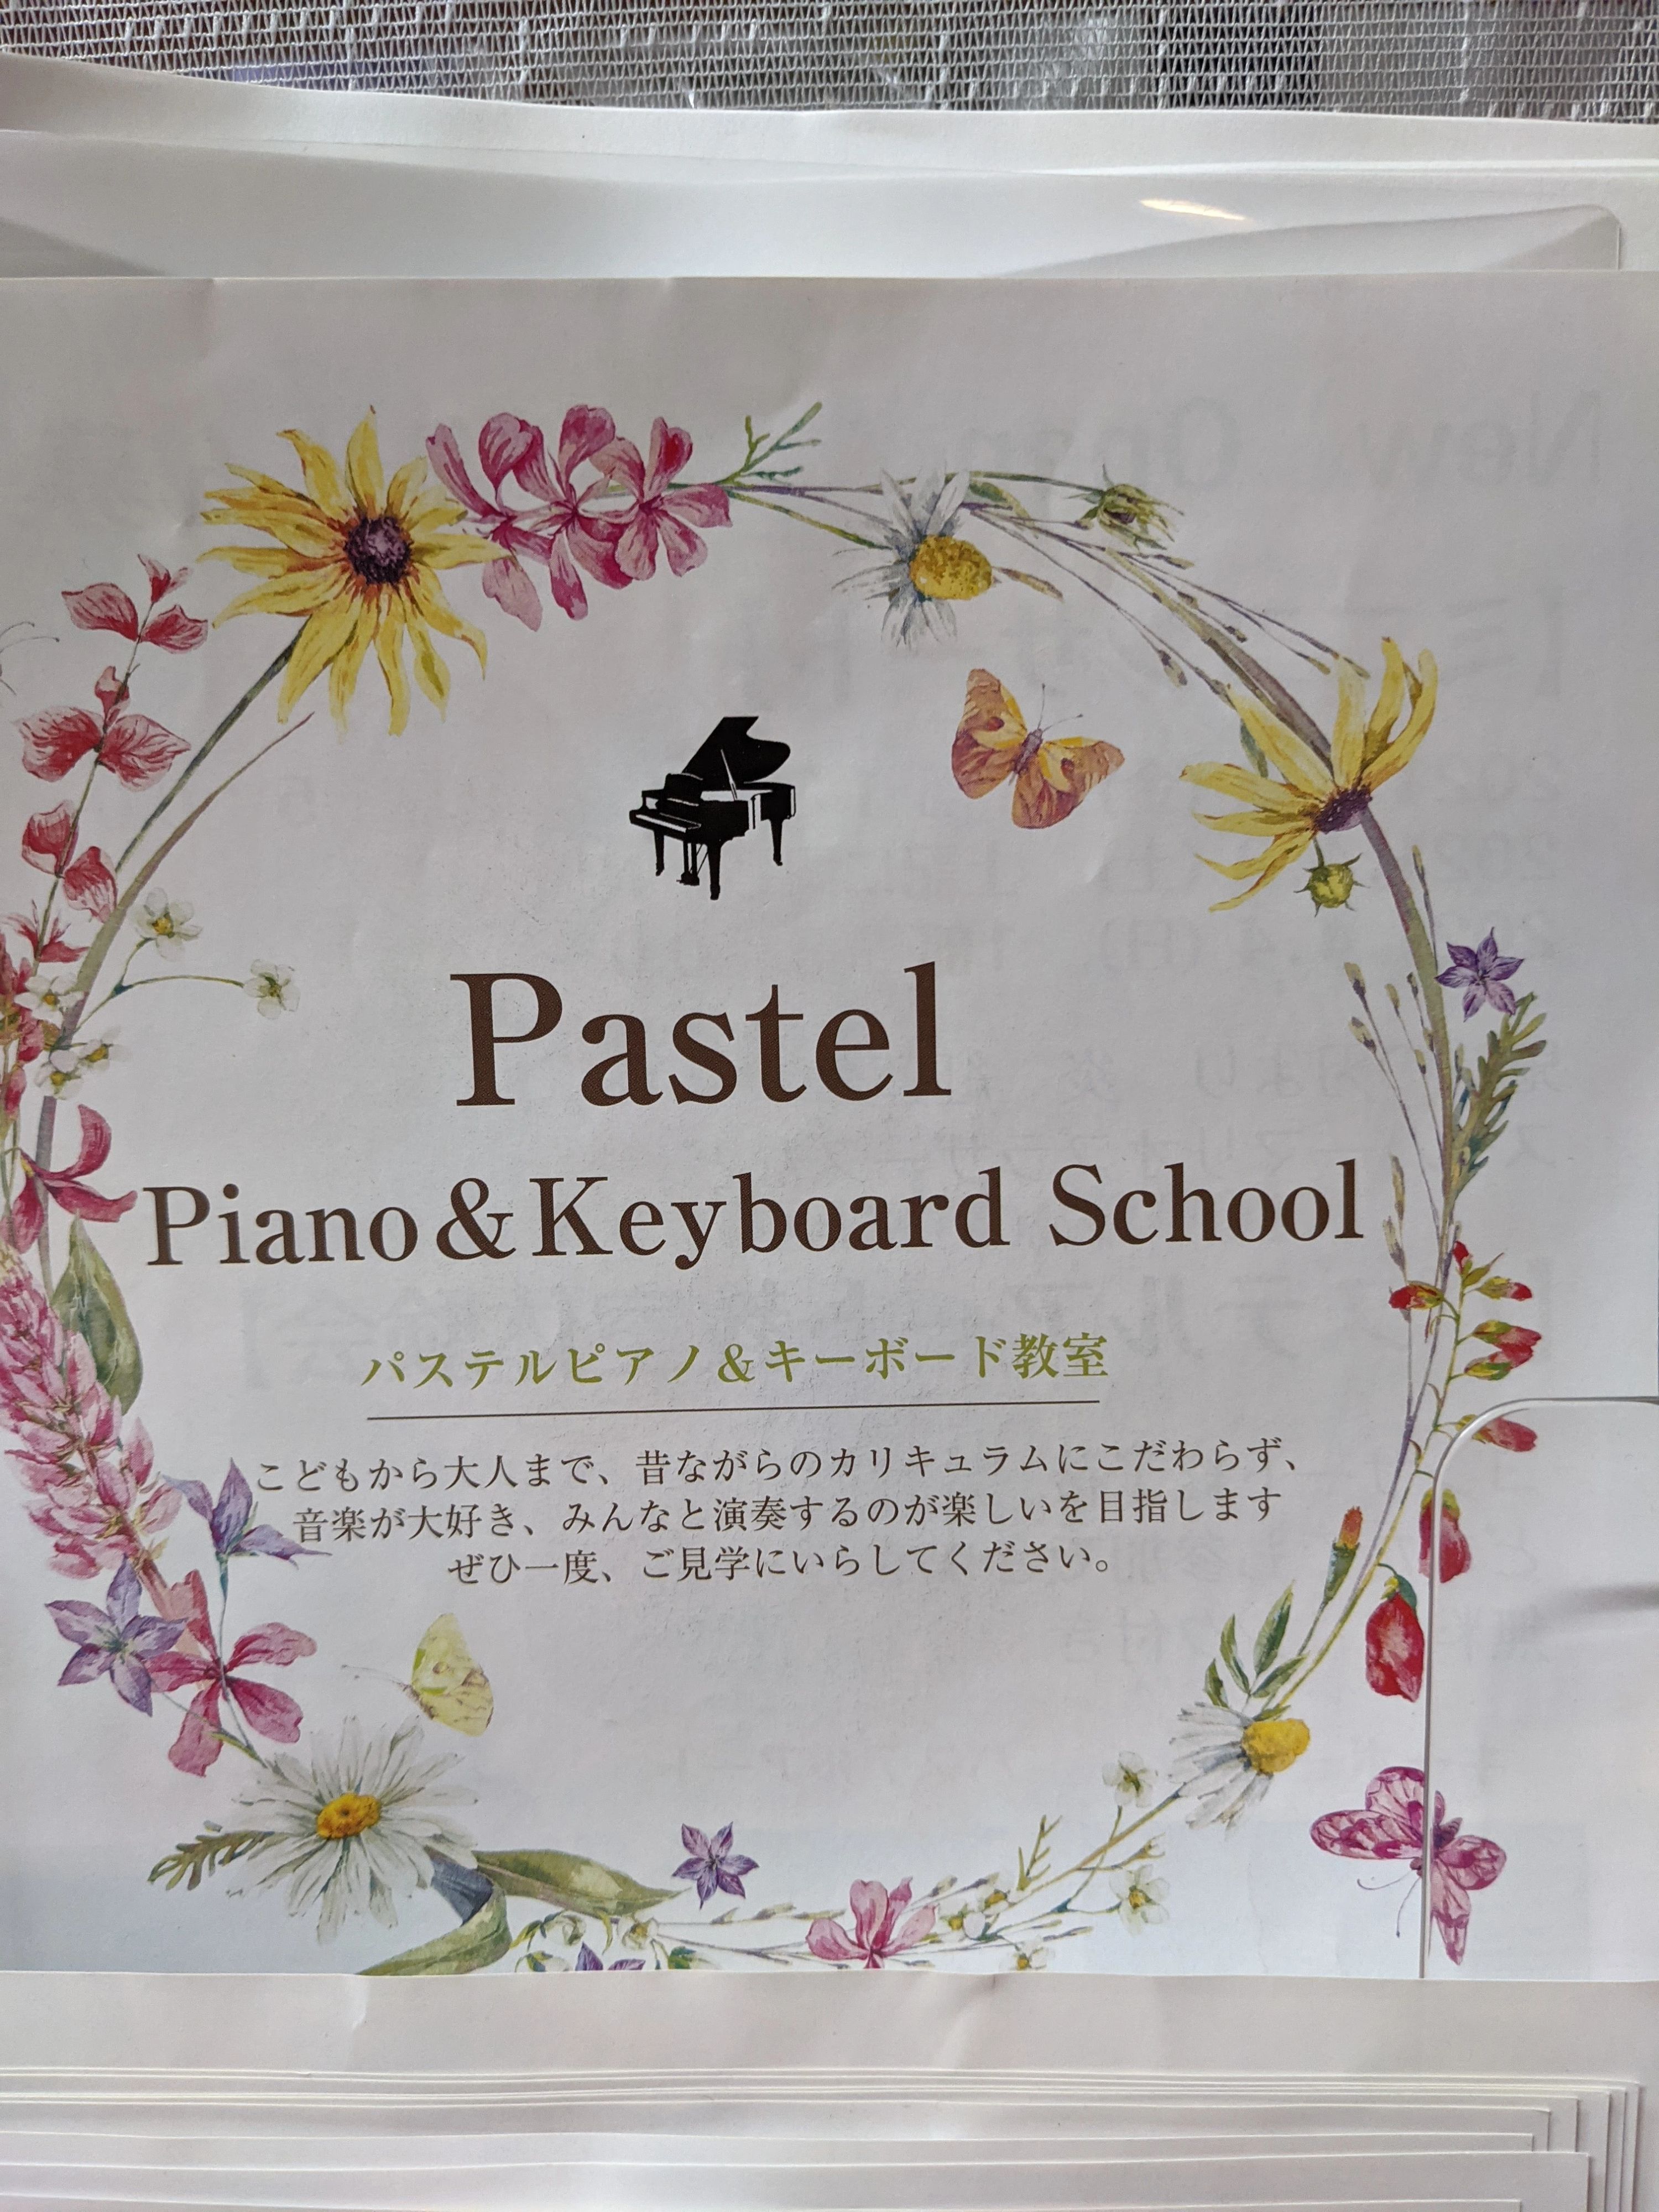 Pastel
Piano&Keyboard School
パステルピアノ&キーボード教室
こどもから大人まで、昔ながらのカリキュラムにこだわらず、
音楽が大好き、みんなと演奏するのが楽しいを目指します
ぜひ一度、ご見学にいらしてください。